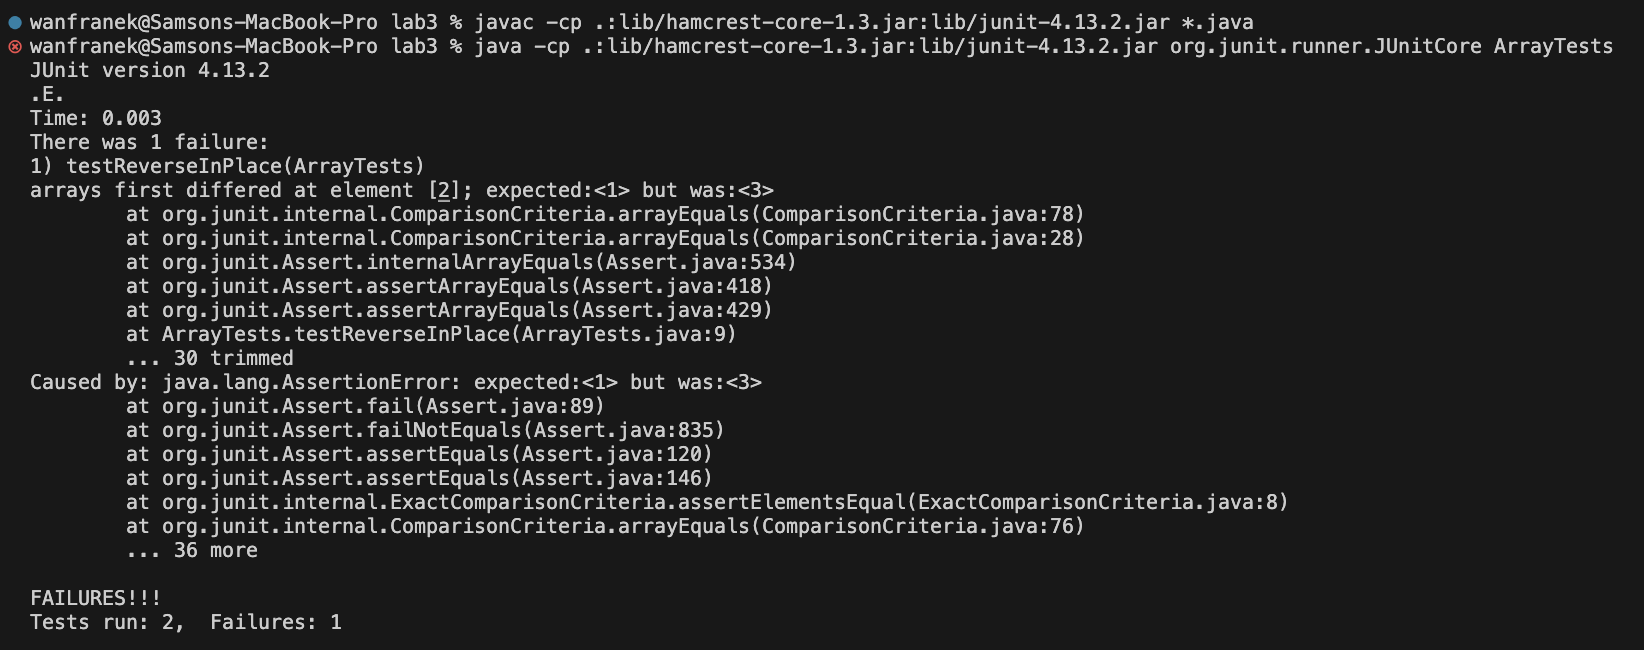 wanfranek@Samsons-MacBook-Pro lab3 % javac -cp .:lib/hamcrest-core-1.3.jar:lib/junit-4.13.2.jar *.java
wanfranek@Samsons-MacBook-Pro lab3 % java -cp .:lib/hamcrest-core-1.3.jar:lib/junit-4.13.2.jar org.junit.runner.JUnitCore ArrayTests
JUnit version 4.13.2
.E.
Time: 0.003
There was 1 failure:
1) testReverseInPlace(ArrayTests)
arrays first differed at element [2]; expected:<1> but was:<3>
        at org.junit.internal.ComparisonCriteria.arrayEquals(ComparisonCriteria.java:78)
        at org.junit.internal.ComparisonCriteria.arrayEquals(ComparisonCriteria.java:28)
        at org.junit.Assert.internalArrayEquals(Assert.java:534)
        at org.junit.Assert.assertArrayEquals(Assert.java:418)
        at org.junit.Assert.assertArrayEquals(Assert.java:429)
        at ArrayTests.testReverseInPlace(ArrayTests.java:9)
        ... 30 trimmed
Caused by: java.lang.AssertionError: expected:<1> but was:<3>
        at org.junit.Assert.fail(Assert.java:89)
        at org.junit.Assert.failNotEquals(Assert.java:835)
        at org.junit.Assert.assertEquals(Assert.java:120)
        at org.junit.Assert.assertEquals(Assert.java:146)
        at org.junit.internal.ExactComparisonCriteria.assertElementsEqual(ExactComparisonCriteria.java:8)
        at org.junit.internal.ComparisonCriteria.arrayEquals(ComparisonCriteria.java:76)
        ... 36 more

FAILURES!!!
Tests run: 2,  Failures: 1